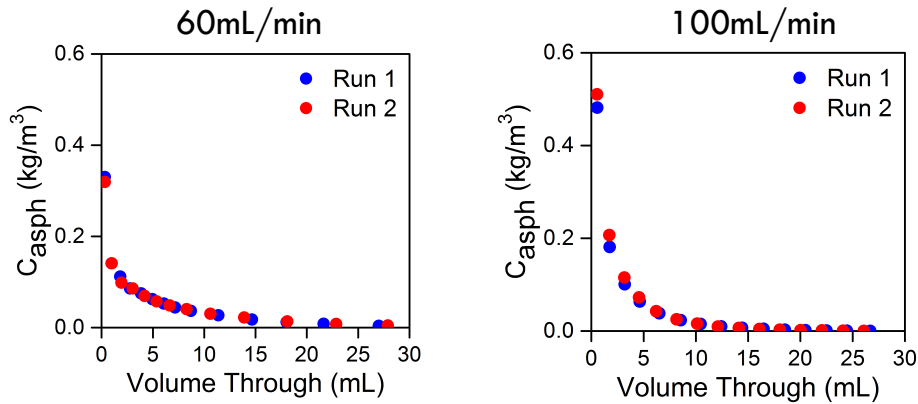 60mL/min
0.6
0.4
0.2
0.0
C_asph (kg/m³)
Run 1
Run 2
0 5 10 15 20 25 30
Volume Through (mL)
100mL/min
0.6
0.4
0.2
0.0
C_asph (kg/m³)
Run 1
Run 2
0 5 10 15 20 25 30
Volume Through (mL)